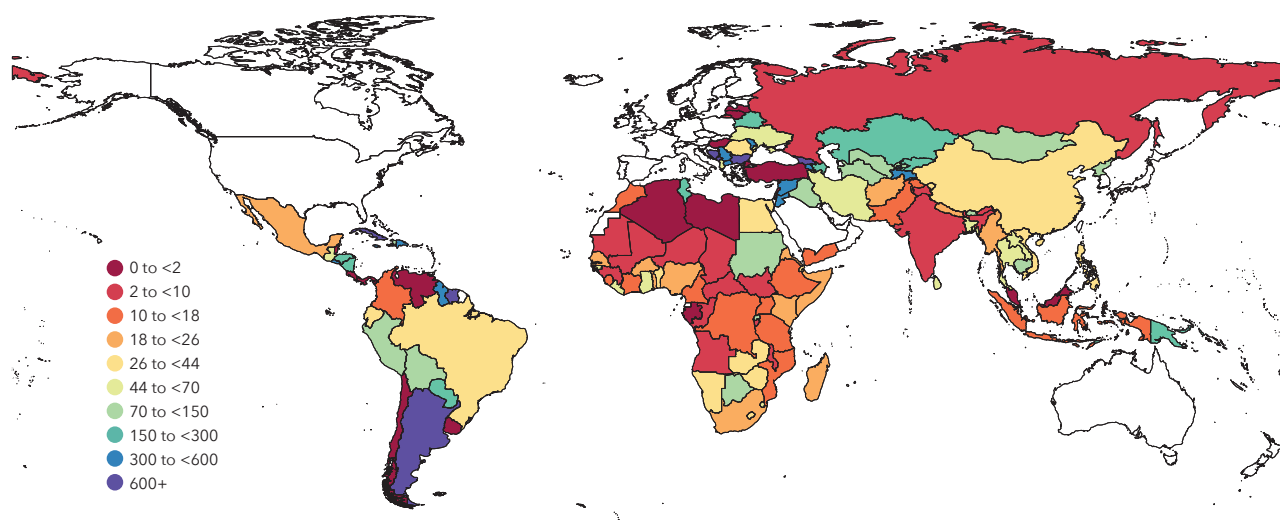 0 to <2
2 to <10
10 to <18
18 to <26
26 to <44
44 to <70
70 to <150
150 to <300
300 to <600
600+